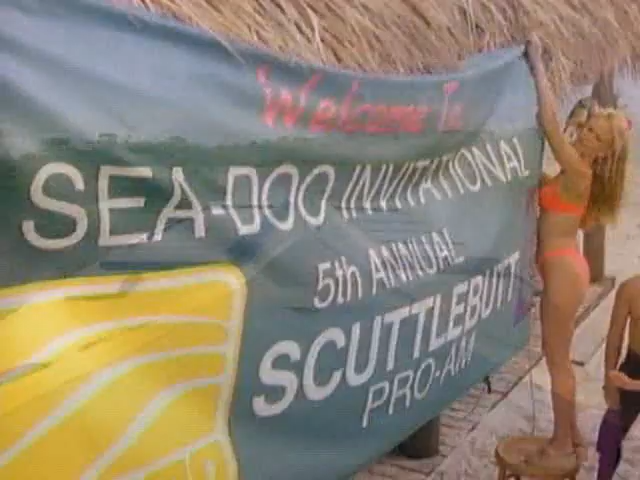 Welcome To
SEA-DOO INVITATIONAL
5th ANNUAL
SCUTTLEBUTT
PRO-AM